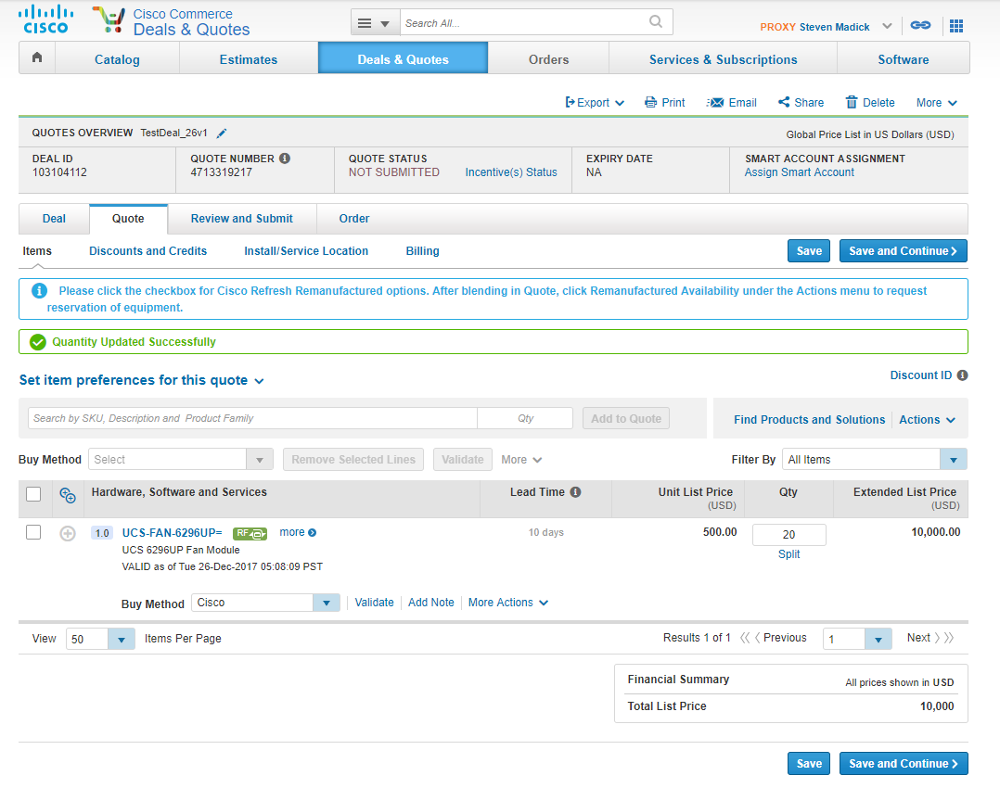 CISCO
Cisco Commerce
Deals & Quotes
Search All...
PROXY Steven Madick
Catalog Estimates Deals & Quotes Orders Services & Subscriptions Software
Export Print Email Share Delete More
QUOTES OVERVIEW TestDeal_26v1 Global Price List in US Dollars (USD)
DEAL ID QUOTE NUMBER QUOTE STATUS EXPIRY DATE SMART ACCOUNT ASSIGNMENT
103104112 4713319217 NOT SUBMITTED Incentive(s) Status NA Assign Smart Account
Deal Quote Review and Submit Order
Items Discounts and Credits Install/Service Location Billing Save Save and Continue
Please click the checkbox for Cisco Refresh Remanufactured options. After blending in Quote, click Remanufactured Availability under the Actions menu to request
reservation of equipment.
Quantity Updated Successfully
Set item preferences for this quote Discount ID
Search by SKU, Description and Product Family Qty Add to Quote Find Products and Solutions Actions
Buy Method Select Remove Selected Lines Validate More Filter By All Items
Hardware, Software and Services Lead Time Unit List Price Qty Extended List Price
(USD) (USD)
1.0 UCS-FAN-6296UP= RF more 10 days 500.00 20 10,000.00
UCS 6296UP Fan Module Split
VALID as of Tue 26-Dec-2017 05:08:09 PST
Buy Method Cisco Validate Add Note More Actions
View 50 Items Per Page Results 1 of 1 Previous 1 Next
Financial Summary All prices shown in USD
Total List Price 10,000
Save Save and Continue